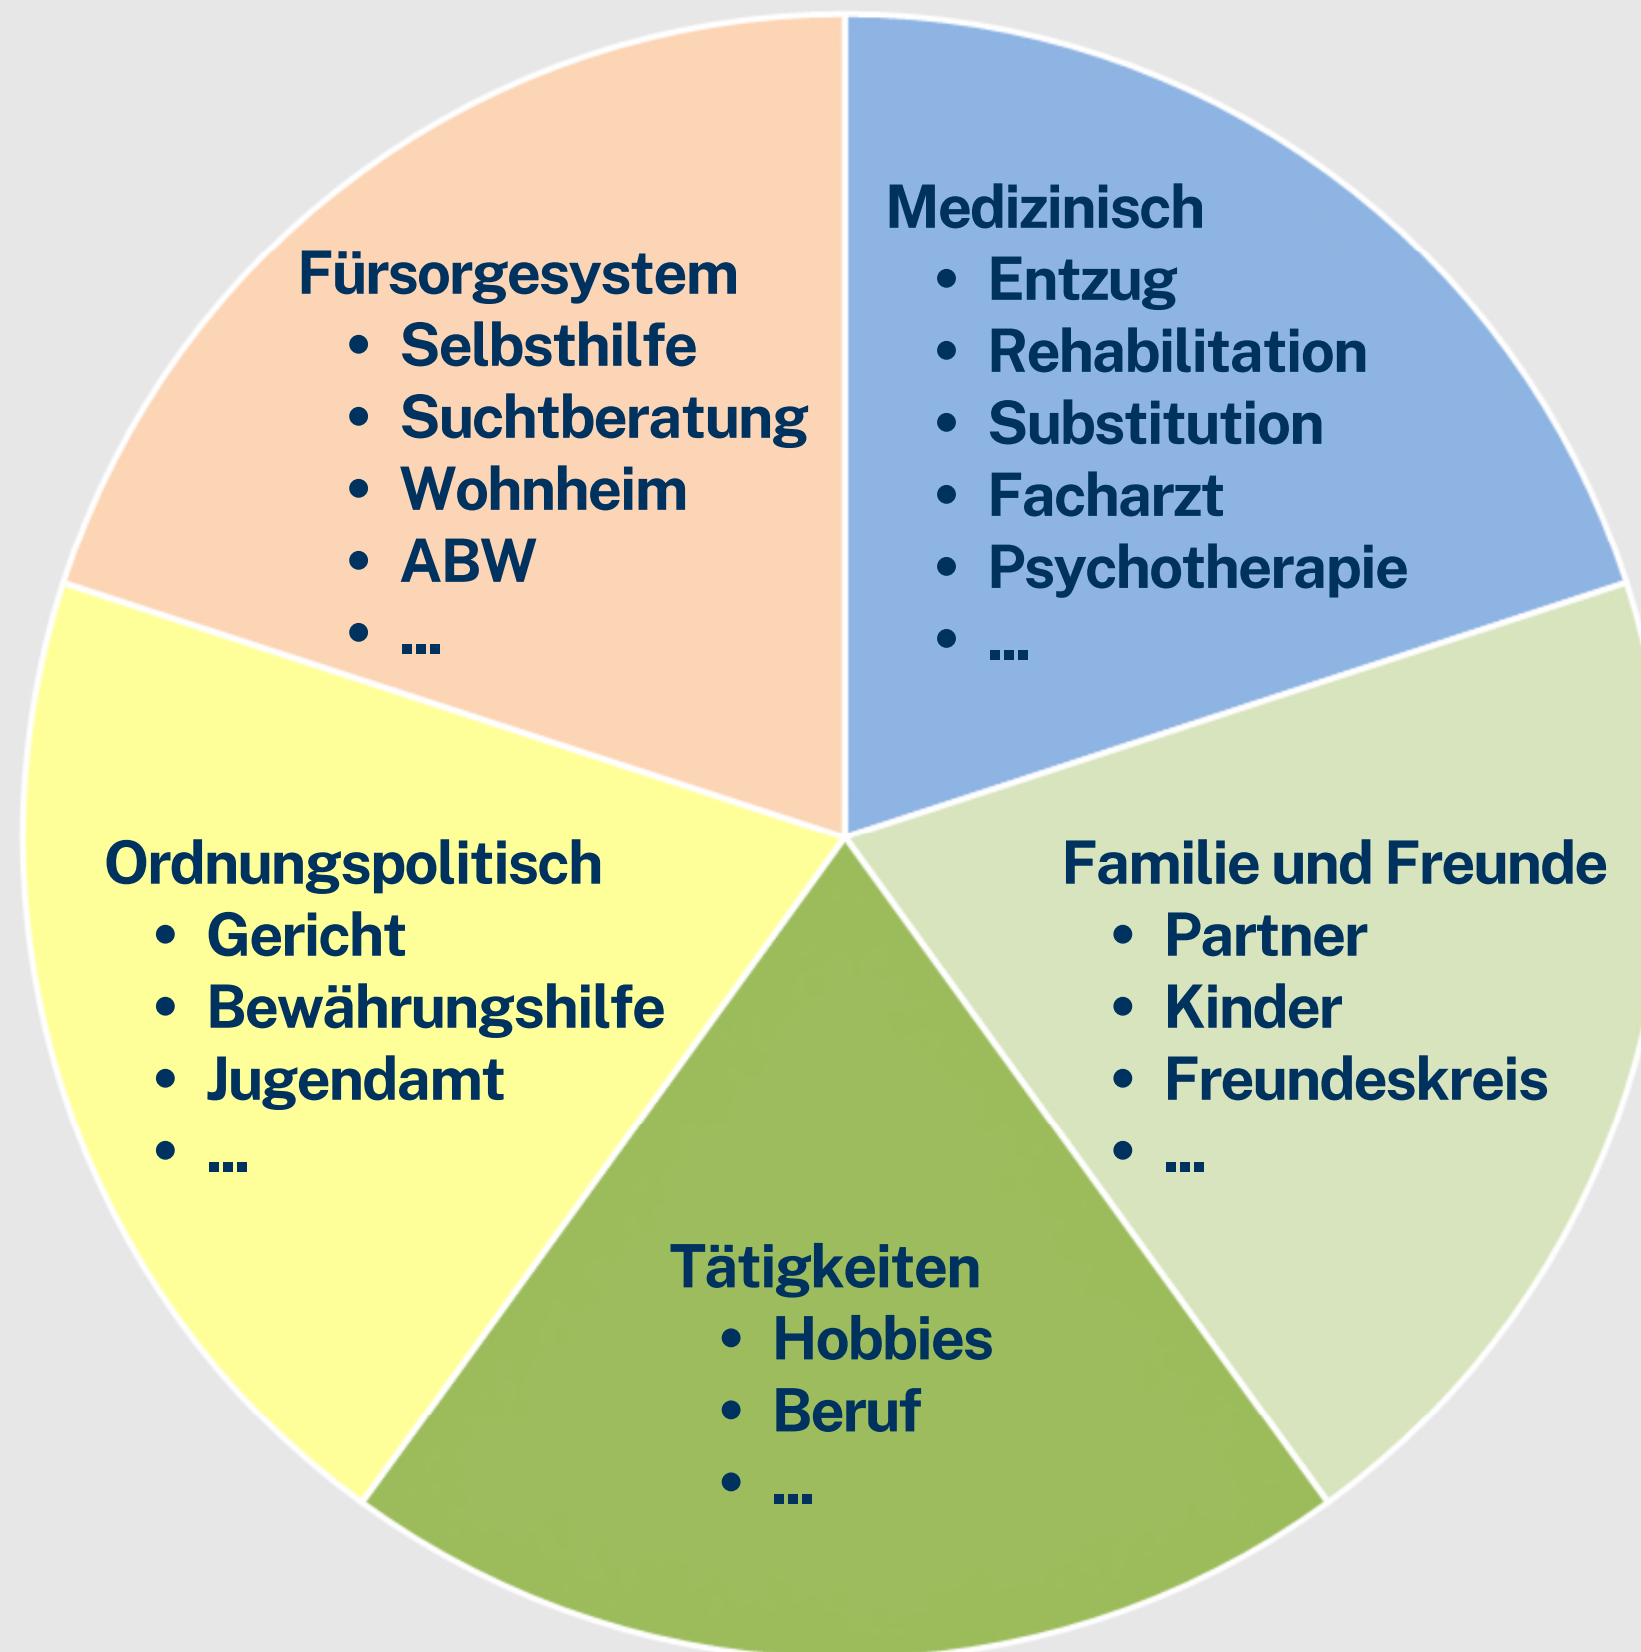 Fürsorgesystem
• Selbsthilfe
• Suchtberatung
• Wohnheim
• ABW
• ...
Medizinisch
• Entzug
• Rehabilitation
• Substitution
• Facharzt
• Psychotherapie
• ...
Ordnungspolitisch
• Gericht
• Bewährungshilfe
• Jugendamt
• ...
Familie und Freunde
• Partner
• Kinder
• Freundeskreis
• ...
Tätigkeiten
• Hobbies
• Beruf
• ...